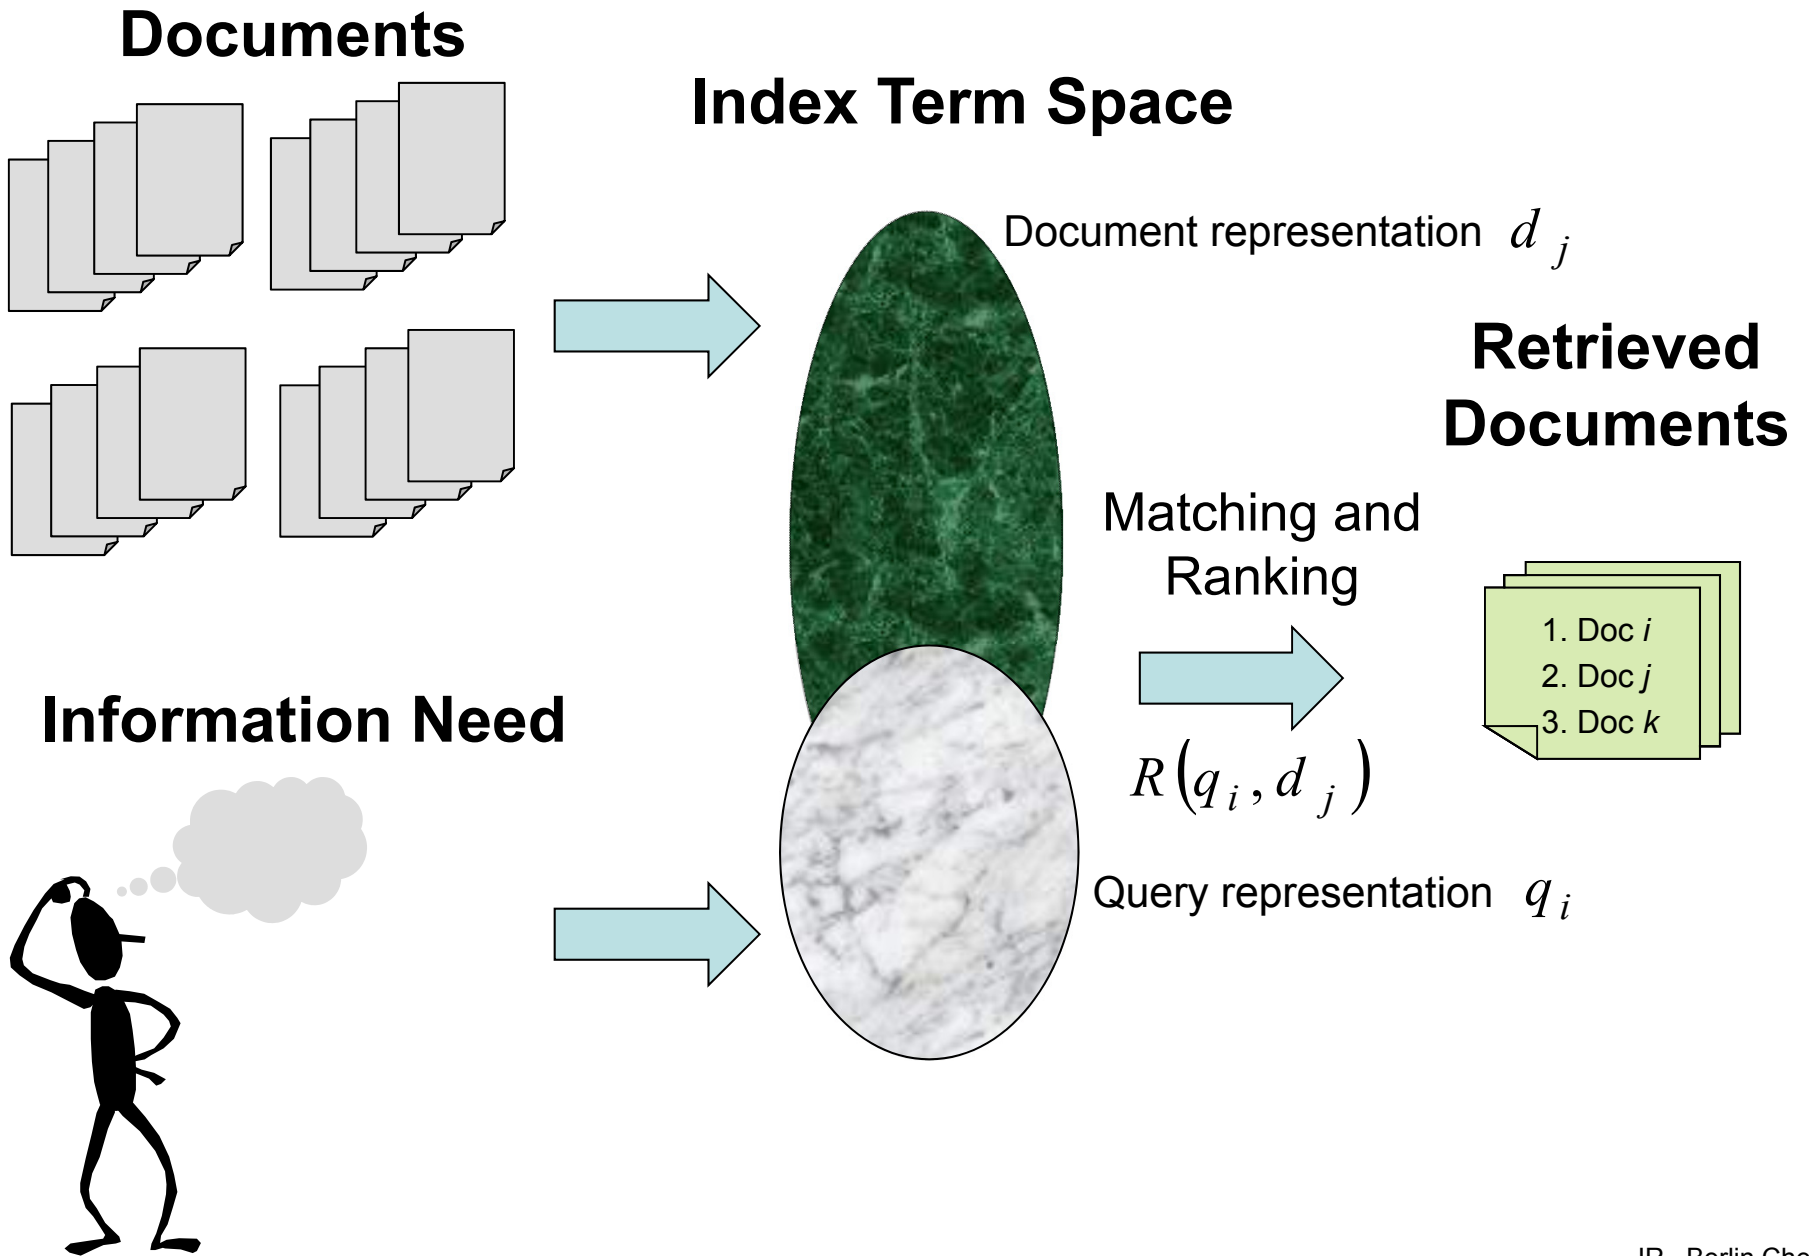 Documents
Index Term Space
Document representation d j
Retrieved
Documents
Matching and
Ranking
1. Doc i
2. Doc j
3. Doc k
Information Need
R(q i , d j )
Query representation q i